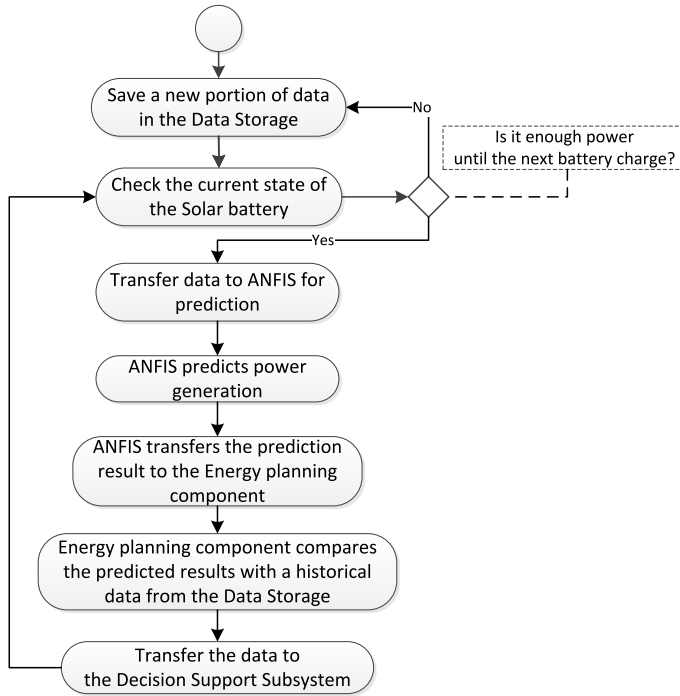 Save a new portion of data
in the Data Storage
No
Is it enough power
until the next battery charge?
Check the current state of
the Solar battery
Yes
Transfer data to ANFIS for
prediction
ANFIS predicts power
generation
ANFIS transfers the prediction
result to the Energy planning
component
Energy planning component compares
the predicted results with a historical
data from the Data Storage
Transfer the data to
the Decision Support Subsystem